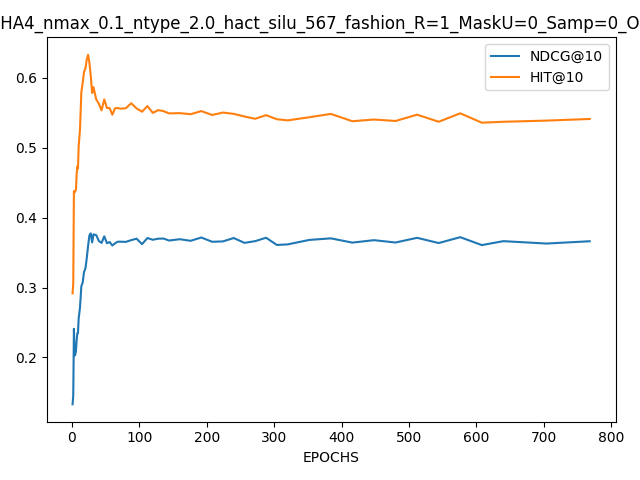 HA4_nmax_0.1_ntype_2.0_hact_silu_567_fashion_R=1_MaskU=0_Samp=0_O
NDCG@10
HIT@10
0.6
0.5
0.4
0.3
0.2
0 100 200 300 400 500 600 700 800
EPOCHS